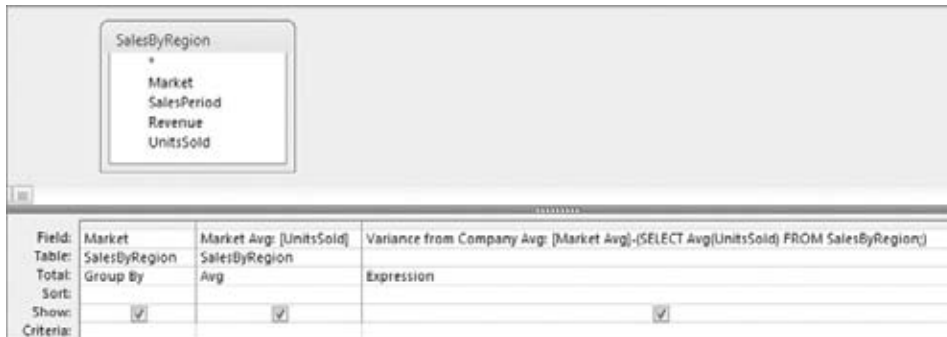 SalesByRegion
*
Market
SalesPeriod
Revenue
UnitsSold
Field: Market Market Avg: [UnitsSold] Variance from Company Avg: [Market Avg]-(SELECT Avg(UnitsSold) FROM SalesByRegion;)
Table: SalesByRegion SalesByRegion
Total: Group By Avg Expression
Sort:
Show:
Criteria: